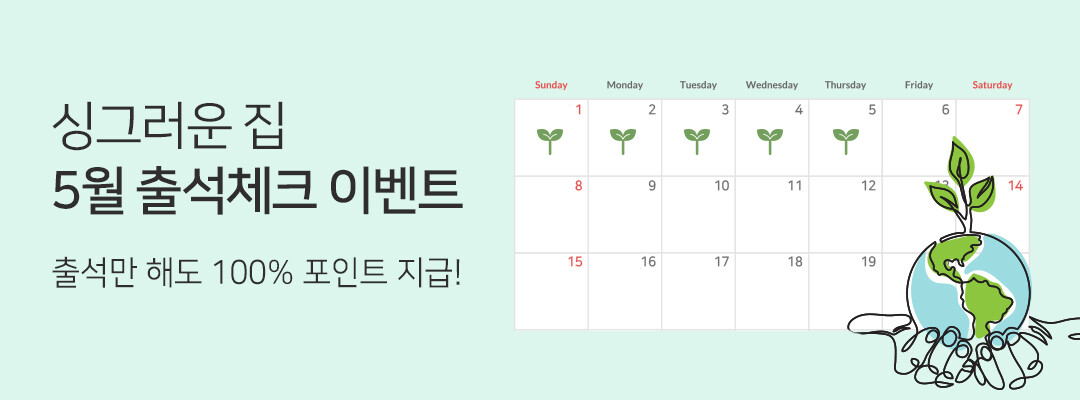 싱그러운 집
5월 출석체크 이벤트
출석만 해도 100% 포인트 지급!
Sunday Monday Tuesday Wednesday Thursday Friday Saturday
1 2 3 4 5 6 7
8 9 10 11 12 14
15 16 17 18 19